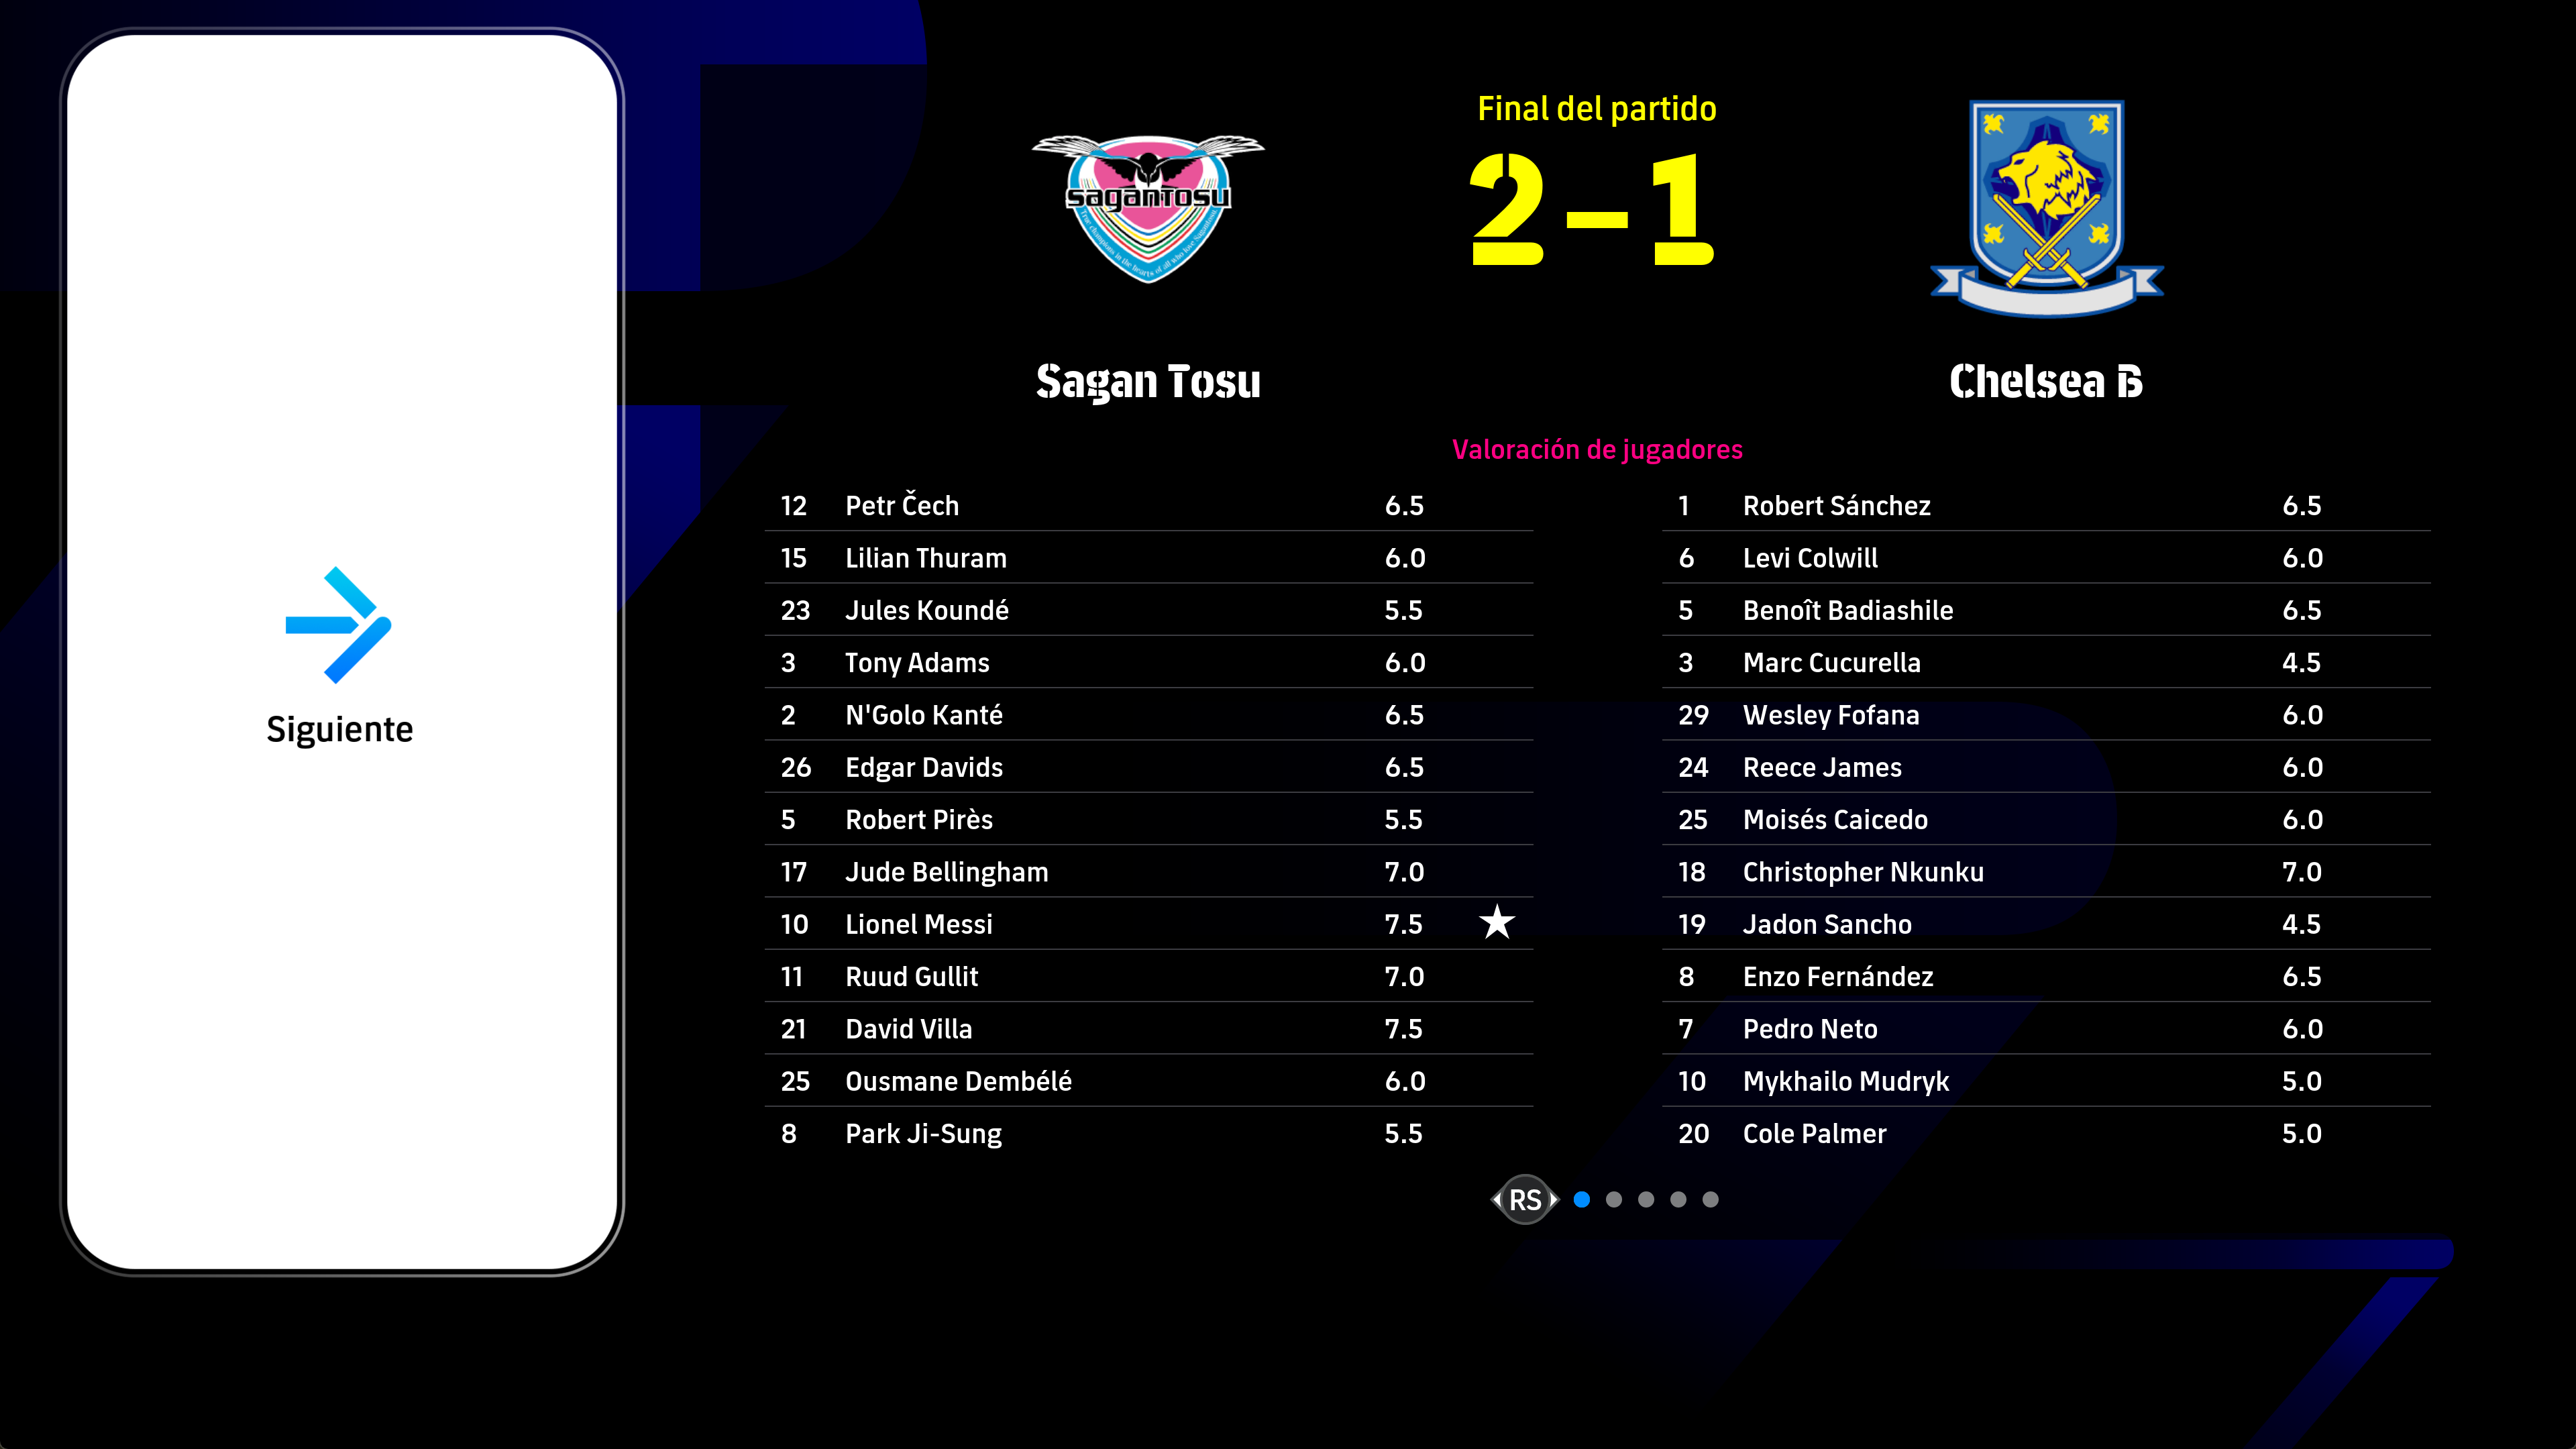 Final del partido
2-1
sagantosu
Sagan Tosu
Chelsea B
Valoración de jugadores
12 Petr Čech 6.5
15 Lilian Thuram 6.0
23 Jules Koundé 5.5
3 Tony Adams 6.0
2 N'Golo Kanté 6.5
26 Edgar Davids 6.5
5 Robert Pirès 5.5
17 Jude Bellingham 7.0
10 Lionel Messi 7.5 ★
11 Ruud Gullit 7.0
21 David Villa 7.5
25 Ousmane Dembélé 6.0
8 Park Ji-Sung 5.5
1 Robert Sánchez 6.5
6 Levi Colwill 6.0
5 Benoît Badiashile 6.5
3 Marc Cucurella 4.5
29 Wesley Fofana 6.0
24 Reece James 6.0
25 Moisés Caicedo 6.0
18 Christopher Nkunku 7.0
19 Jadon Sancho 4.5
8 Enzo Fernández 6.5
7 Pedro Neto 6.0
10 Mykhailo Mudryk 5.0
20 Cole Palmer 5.0
RS
Siguiente